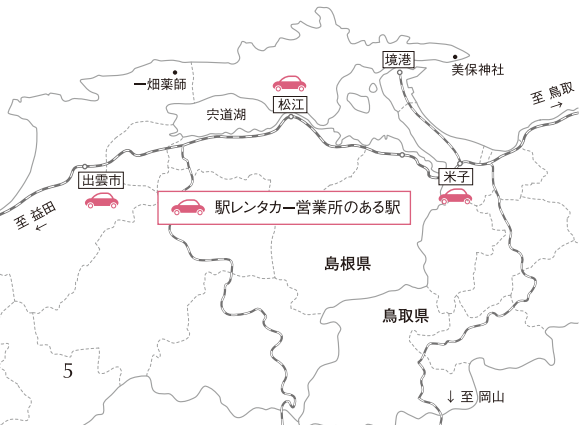 境港
美保神社
一畑薬師
至 鳥取
→
宍道湖
松江
出雲市
米子
至 益田
←
駅レンタカー営業所のある駅
島根県
鳥取県
5
↓ 至 岡山